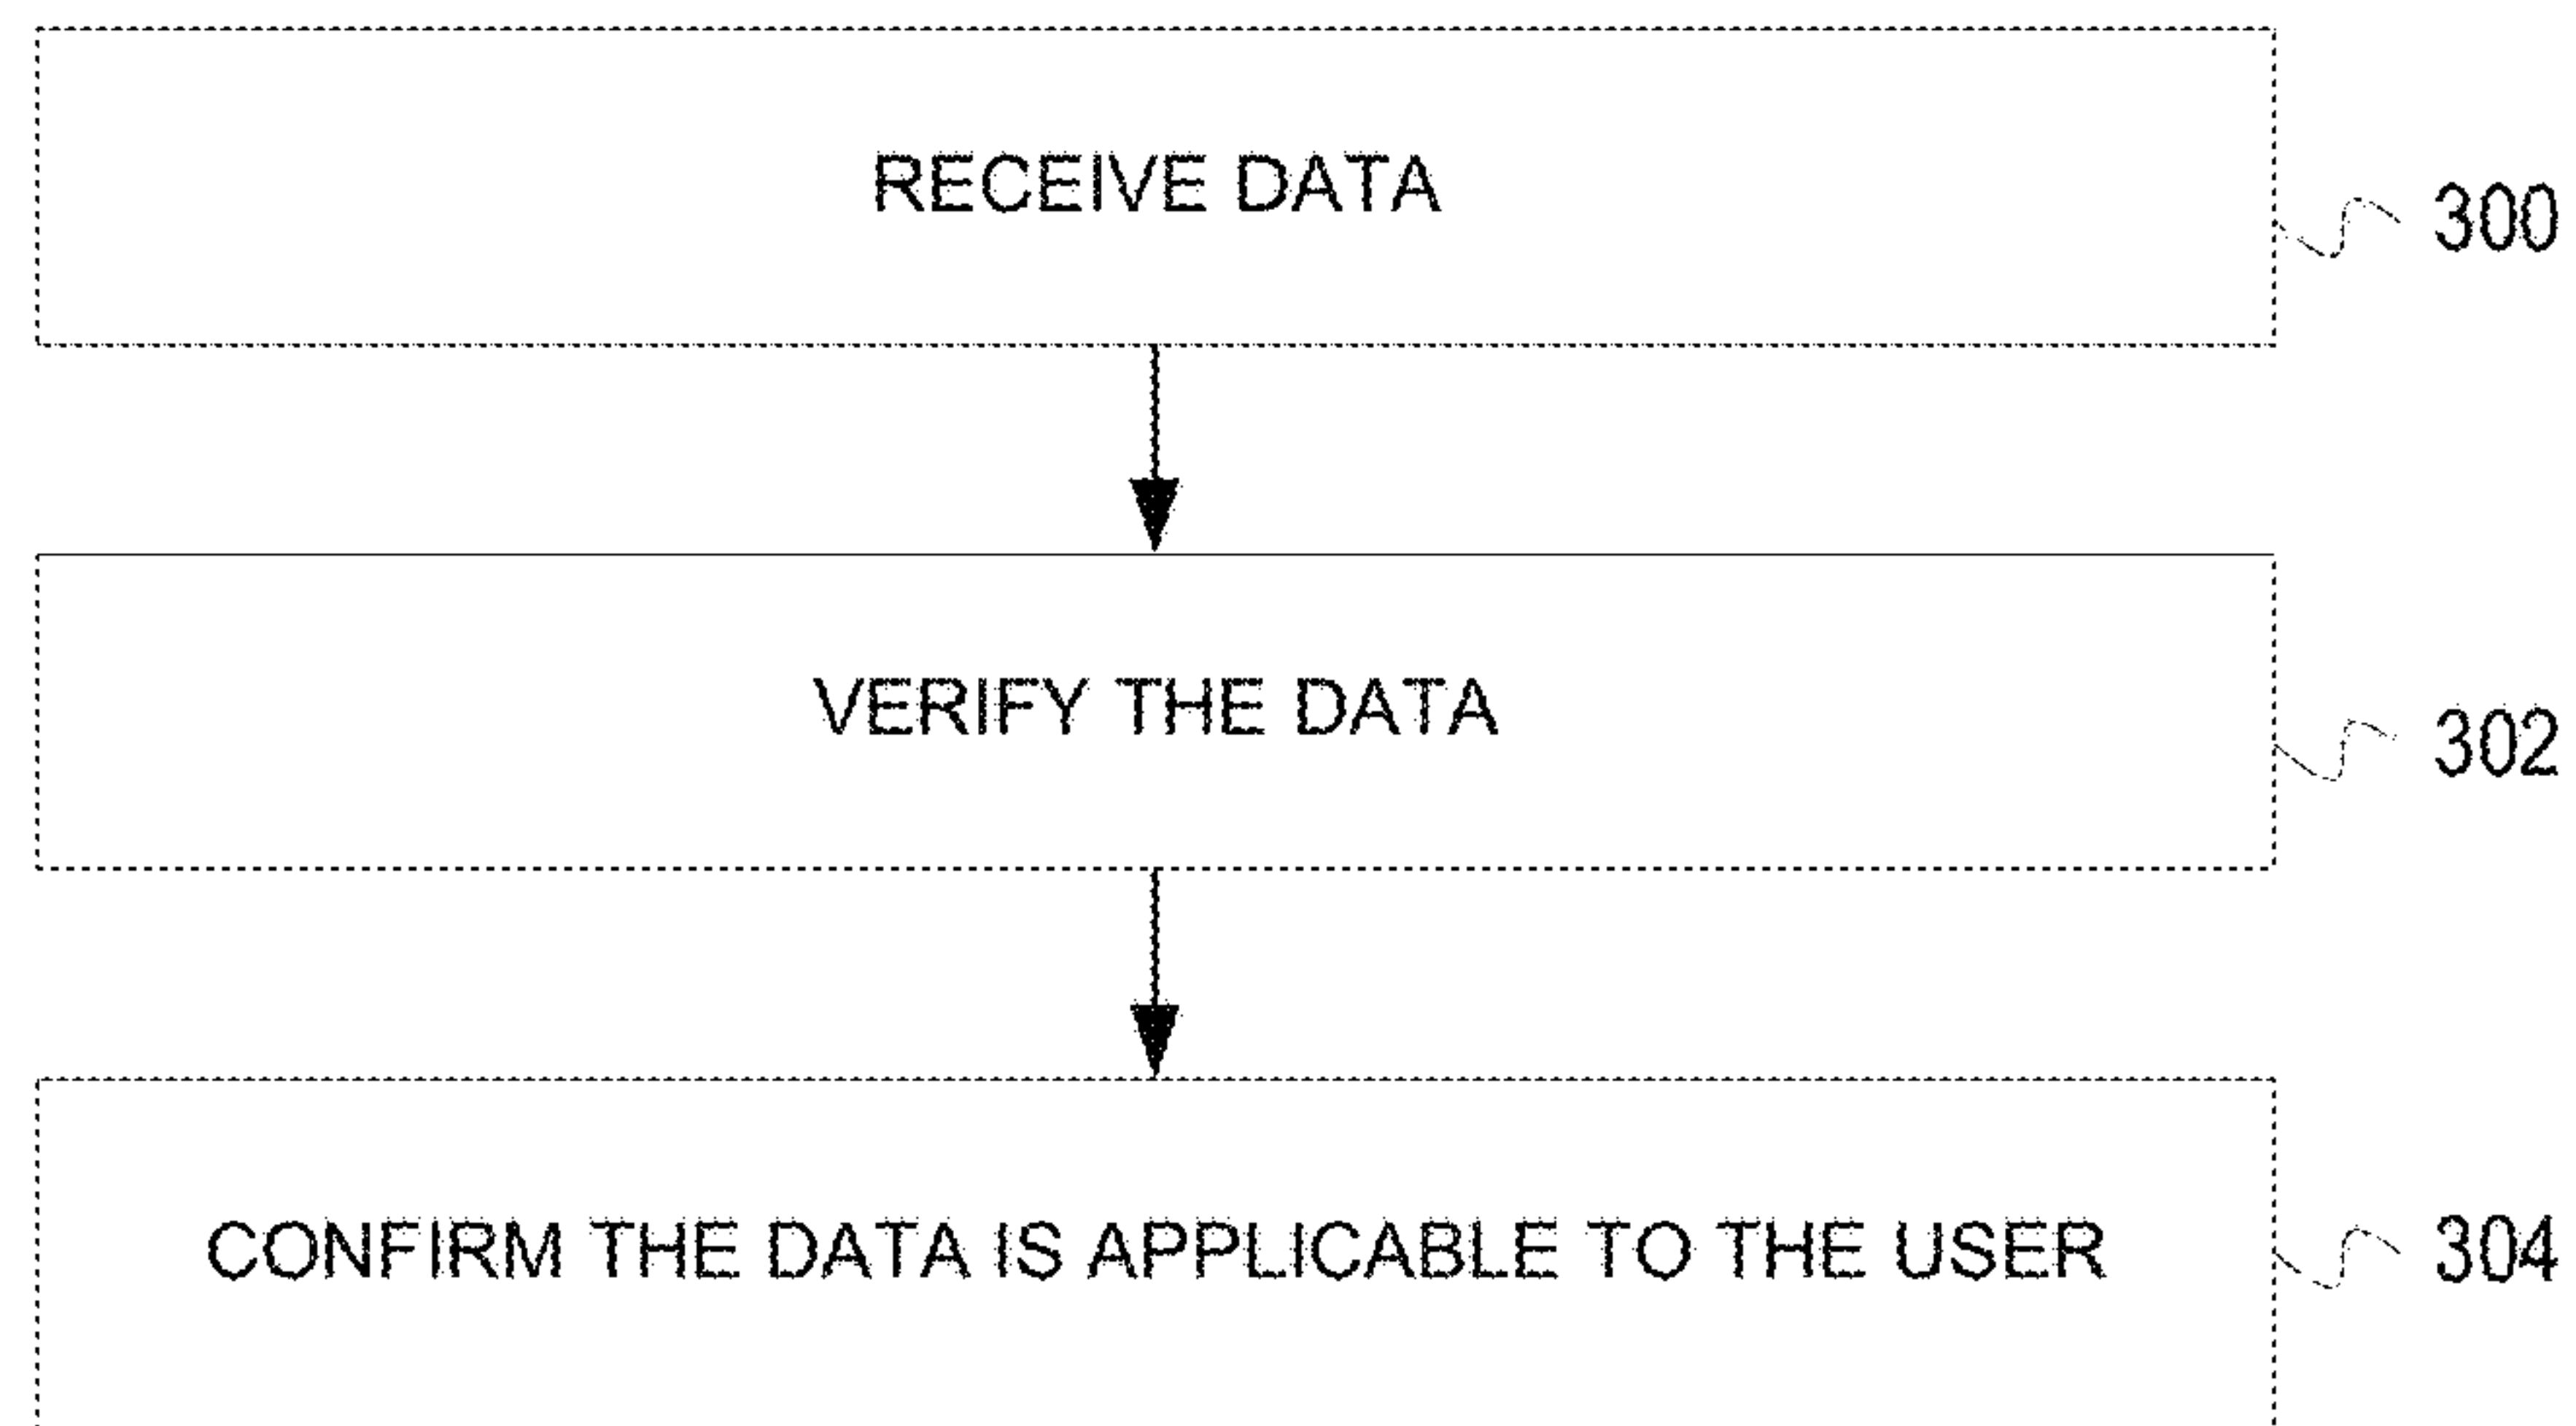 RECEIVE DATA
300
VERIFY THE DATA
302
CONFIRM THE DATA IS APPLICABLE TO THE USER
304